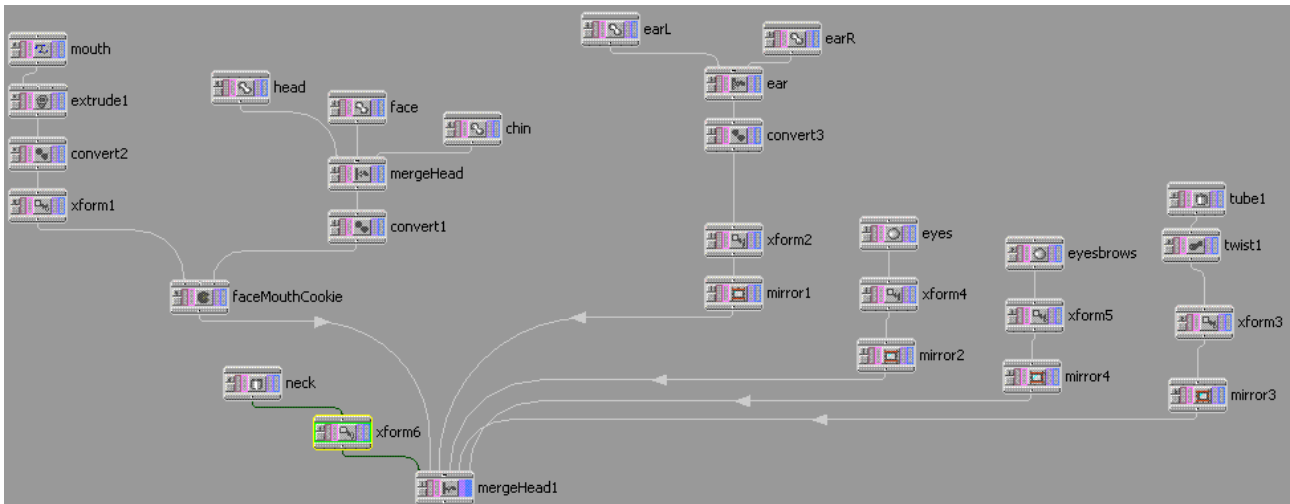 mouth
earL
earR
extrude1
head
face
ear
chin
convert2
convert3
mergeHead
xform1
tube1
convert1
xform2
eyes
eyesbrows
twist1
faceMouthCookie
mirror1
xform4
xform5
xform3
neck
mirror2
mirror4
mirror3
xform6
mergeHead1